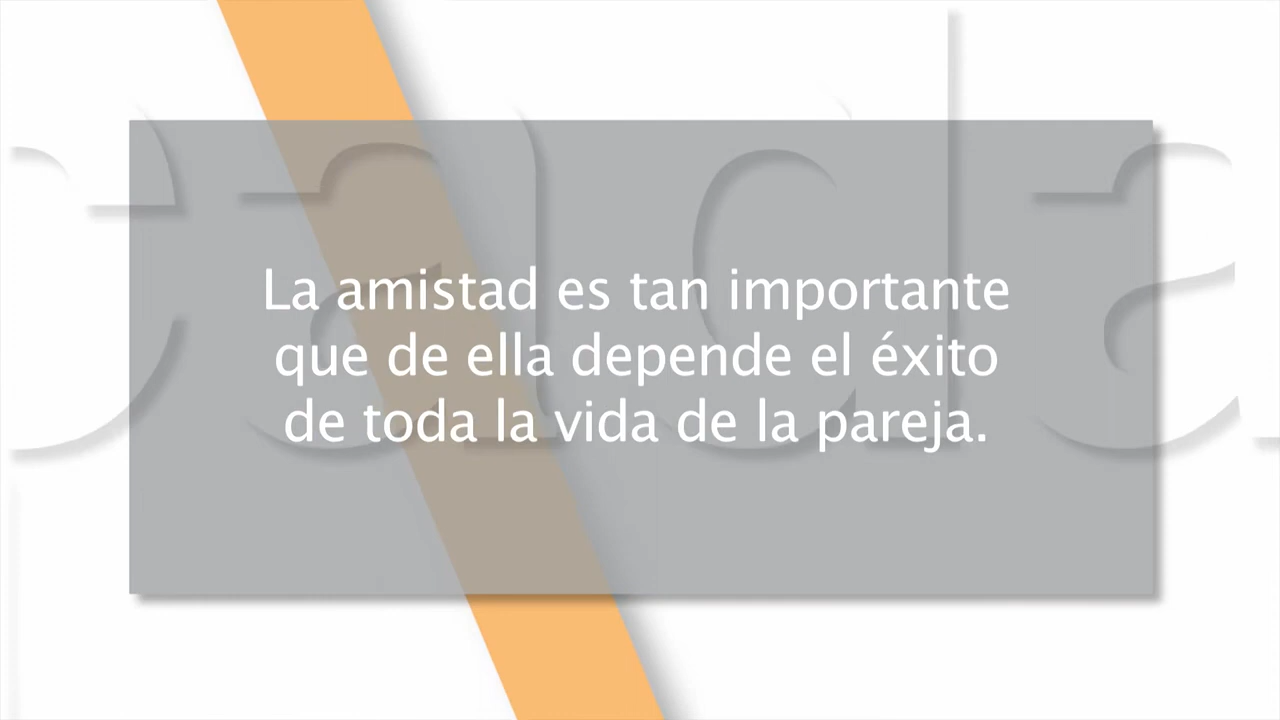 La amistad es tan importante
que de ella depende el éxito
de toda la vida de la pareja.